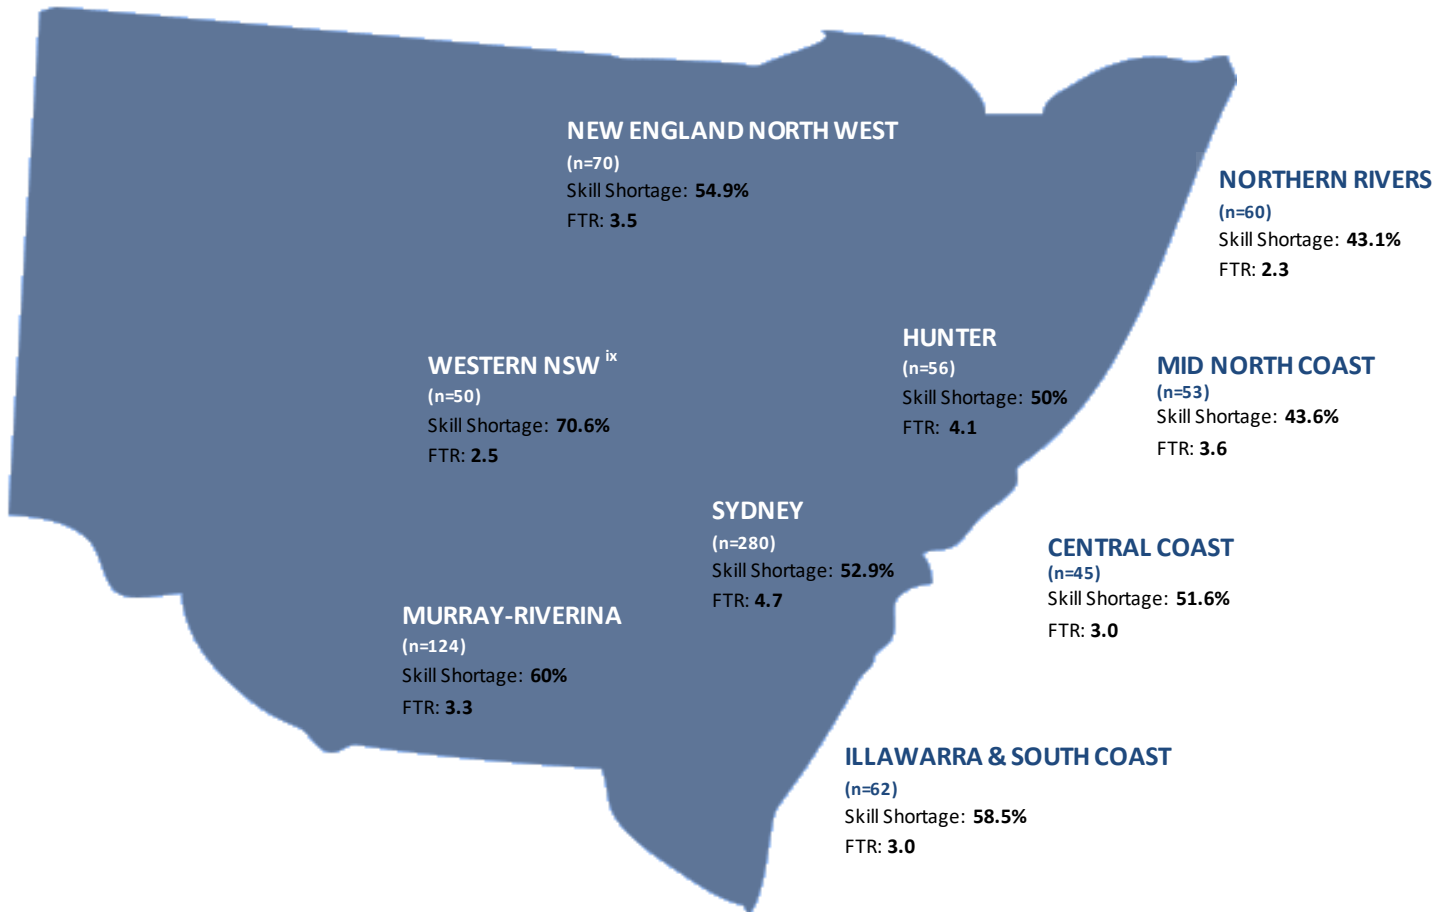 NEW ENGLAND NORTH WEST
(n=70)
Skill Shortage: 54.9%
FTR: 3.5
NORTHERN RIVERS
(n=60)
Skill Shortage: 43.1%
FTR: 2.3
HUNTER
(n=56)
Skill Shortage: 50%
FTR: 4.1
WESTERN NSW ix
(n=50)
Skill Shortage: 70.6%
FTR: 2.5
MID NORTH COAST
(n=53)
Skill Shortage: 43.6%
FTR: 3.6
SYDNEY
(n=280)
Skill Shortage: 52.9%
FTR: 4.7
CENTRAL COAST
(n=45)
Skill Shortage: 51.6%
FTR: 3.0
MURRAY-RIVERINA
(n=124)
Skill Shortage: 60%
FTR: 3.3
ILLAWARRA & SOUTH COAST
(n=62)
Skill Shortage: 58.5%
FTR: 3.0